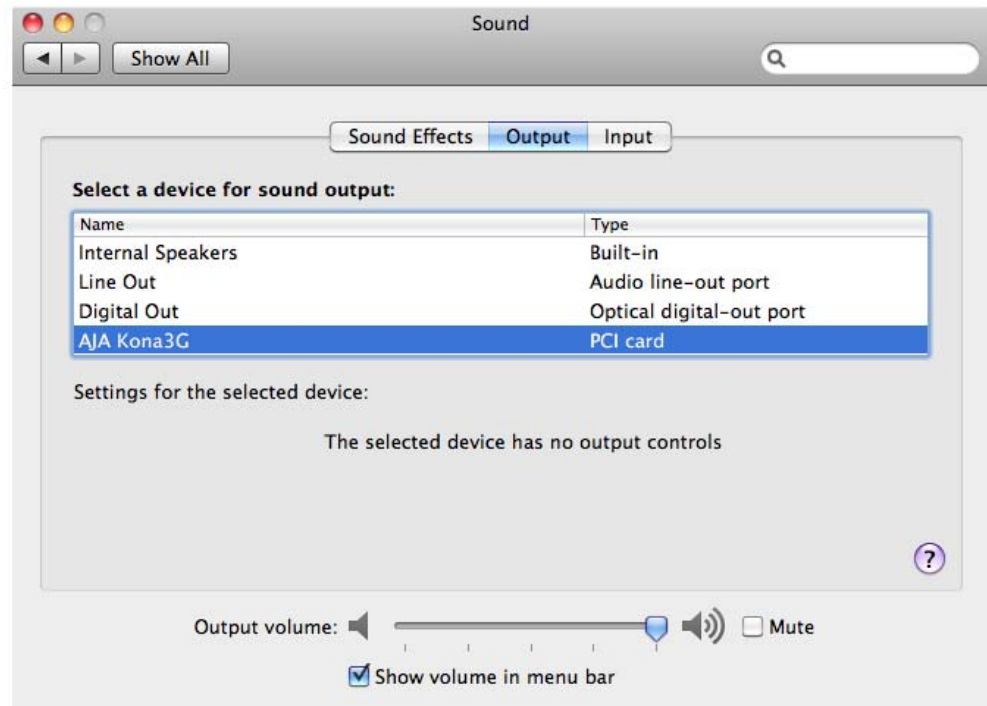 Sound
Show All
Sound Effects Output Input
Select a device for sound output:
Name Type
Internal Speakers Built-in
Line Out Audio line-out port
Digital Out Optical digital-out port
AJA Kona3G PCI card
Settings for the selected device:
The selected device has no output controls
?
Output volume: Mute
Show volume in menu bar